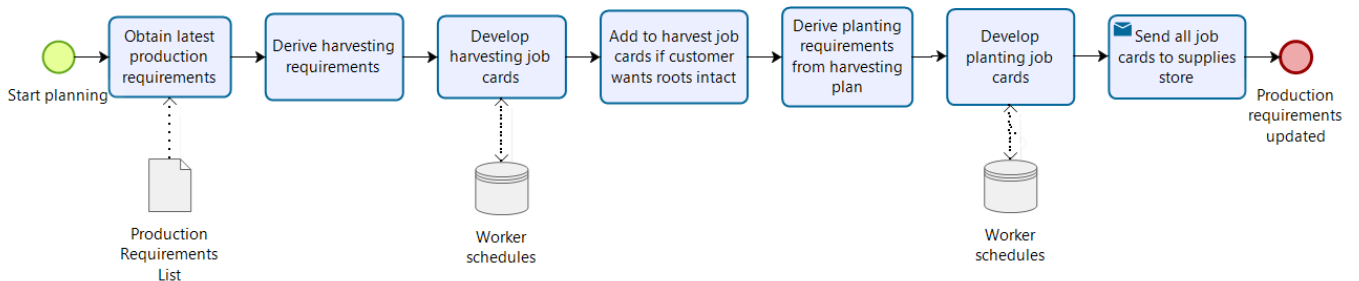 Start planning
Obtain latest
production
requirements
Production
Requirements
List
Derive harvesting
requirements
Develop
harvesting job
cards
Worker
schedules
Add to harvest job
cards if customer
wants roots intact
Derive planting
requirements
from harvesting
plan
Develop
planting job
cards
Worker
schedules
Send all job
cards to supplies
store
Production
requirements
updated